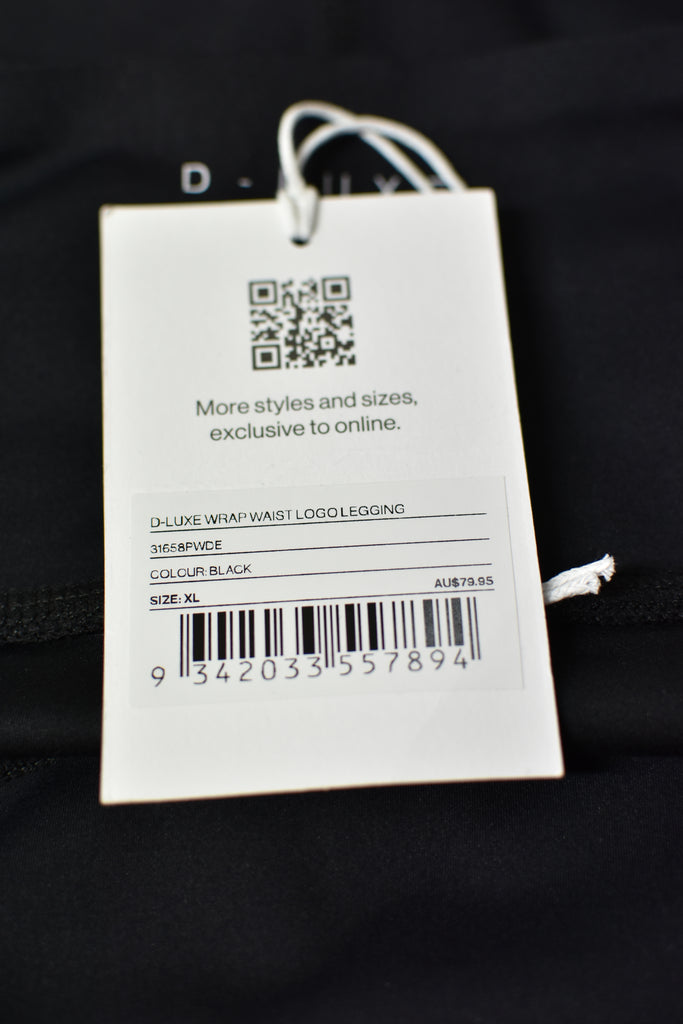 D -
More styles and sizes,
exclusive to online.
D-LUXE WRAP WAIST LOGO LEGGING
31658PWDE
COLOUR: BLACK
SIZE: XL AU$79.95
9 342033 557894